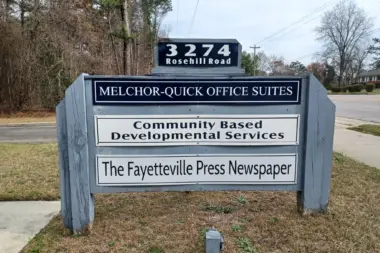 3274
Rosehill Road
MELCHOR-QUICK OFFICE SUITES
Community Based
Developmental Services
The Fayetteville Press Newspaper